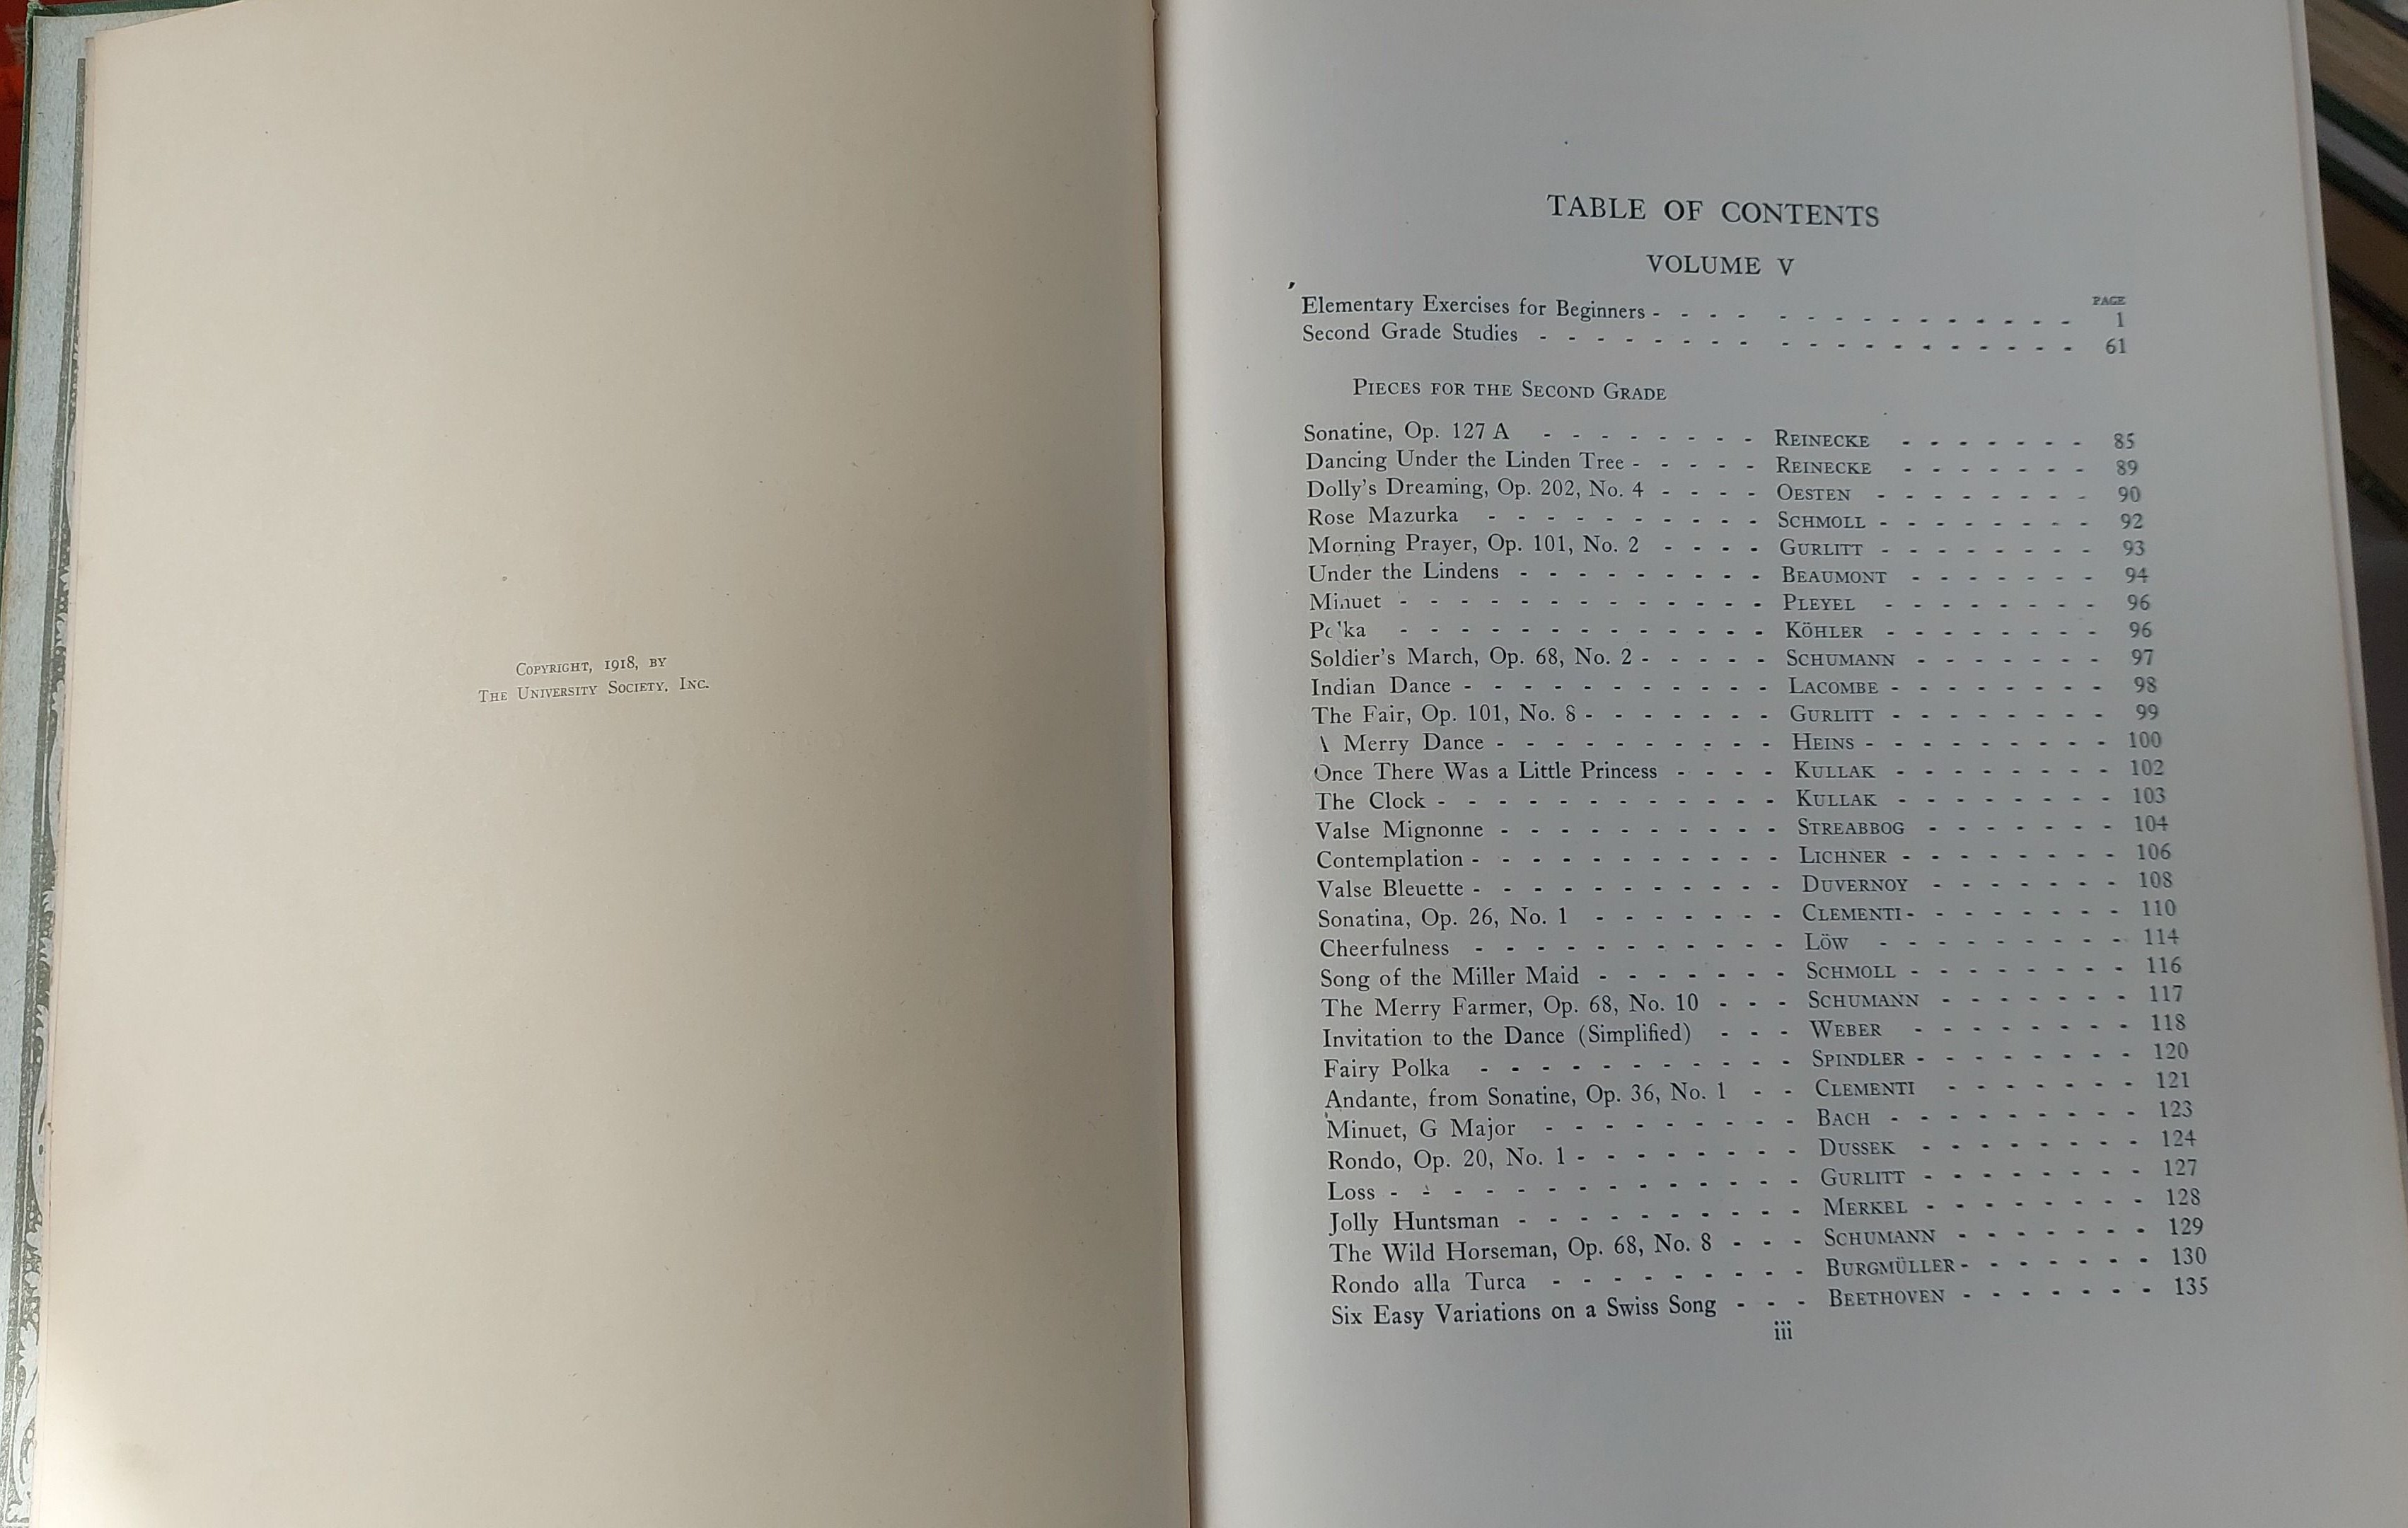 COPYRIGHT, 1918, BY
THE UNIVERSITY SOCIETY, INC.
TABLE OF CONTENTS
VOLUME V
PAGE
Elementary Exercises for Beginners - - - - - - - - - - - - - - - 1
Second Grade Studies - - - - - - - - - - - - - - - - - - - 61
PIECES FOR THE SECOND GRADE
Sonatine, Op. 127 A - - - - - - - - REINECKE - - - - - - - 85
Dancing Under the Linden Tree - - - - - REINECKE - - - - - - - 89
Dolly's Dreaming, Op. 202, No. 4 - - - - OESTEN - - - - - - - - 90
Rose Mazurka - - - - - - - - - - SCHMOLL - - - - - - - - 92
Morning Prayer, Op. 101, No. 2 - - - - GURLITT - - - - - - - - 93
Under the Lindens - - - - - - - - - BEAUMONT - - - - - - - 94
Minuet - - - - - - - - - - - - - PLEYEL - - - - - - - - 96
Polka - - - - - - - - - - - - - KÖHLER - - - - - - - - 96
Soldier's March, Op. 68, No. 2 - - - - - SCHUMANN - - - - - - - 97
Indian Dance - - - - - - - - - - - LACOMBE - - - - - - - - 98
The Fair, Op. 101, No. 8 - - - - - - - GURLITT - - - - - - - - 99
A Merry Dance - - - - - - - - - - HEINS - - - - - - - - - 100
Once There Was a Little Princess - - - - KULLAK - - - - - - - - 102
The Clock - - - - - - - - - - - - KULLAK - - - - - - - - 103
Valse Mignonne - - - - - - - - - - STREABBOG - - - - - - - 104
Contemplation - - - - - - - - - - - LICHNER - - - - - - - - 106
Valse Bleuette - - - - - - - - - - - DUVERNOY - - - - - - - 108
Sonatina, Op. 26, No. 1 - - - - - - - CLEMENTI - - - - - - - - 110
Cheerfulness - - - - - - - - - - - LÖW - - - - - - - - - 114
Song of the Miller Maid - - - - - - - SCHMOLL - - - - - - - - 116
The Merry Farmer, Op. 68, No. 10 - - - SCHUMANN - - - - - - - 117
Invitation to the Dance (Simplified) - - - WEBER - - - - - - - - 118
Fairy Polka - - - - - - - - - - - SPINDLER - - - - - - - - 120
Andante, from Sonatine, Op. 36, No. 1 - - CLEMENTI - - - - - - - 121
Minuet, G Major - - - - - - - - - BACH - - - - - - - - - 123
Rondo, Op. 20, No. 1 - - - - - - - - DUSSEK - - - - - - - - 124
Loss - - - - - - - - - - - - - - GURLITT - - - - - - - - 127
Jolly Huntsman - - - - - - - - - - MERKEL - - - - - - - - 128
The Wild Horseman, Op. 68, No. 8 - - - SCHUMANN - - - - - - - 129
Rondo alla Turca - - - - - - - - - BURGMÜLLER - - - - - - - 130
Six Easy Variations on a Swiss Song - - - BEETHOVEN - - - - - - - 135
iii